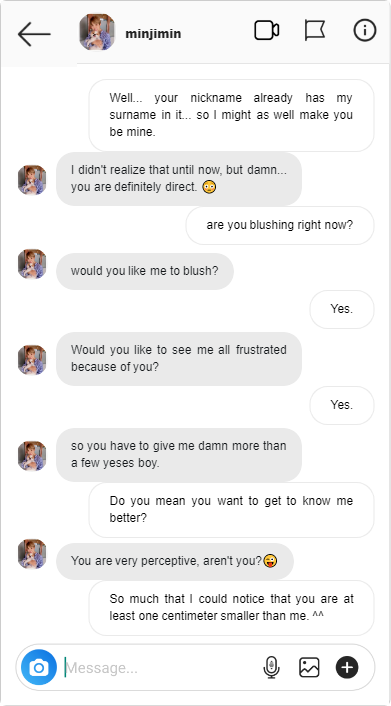 minjimin
Well... your nickname already has my
surname in it... so I might as well make you
be mine.
I didn't realize that until now, but damn...
you are definitely direct. 😳
are you blushing right now?
would you like me to blush?
Yes.
Would you like to see me all frustrated
because of you?
Yes.
so you have to give me damn more than
a few yeses boy.
Do you mean you want to get to know me
better?
You are very perceptive, aren't you?😜
So much that I could notice that you are at
least one centimeter smaller than me. ^^
Message...